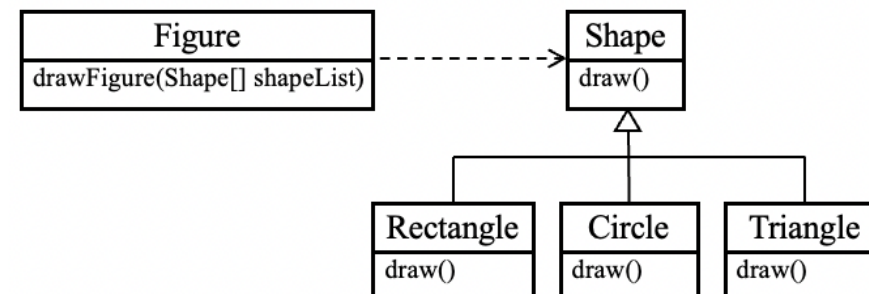 Figure
drawFigure(Shape[] shapeList)
Shape
draw()
Rectangle
draw()
Circle
draw()
Triangle
draw()